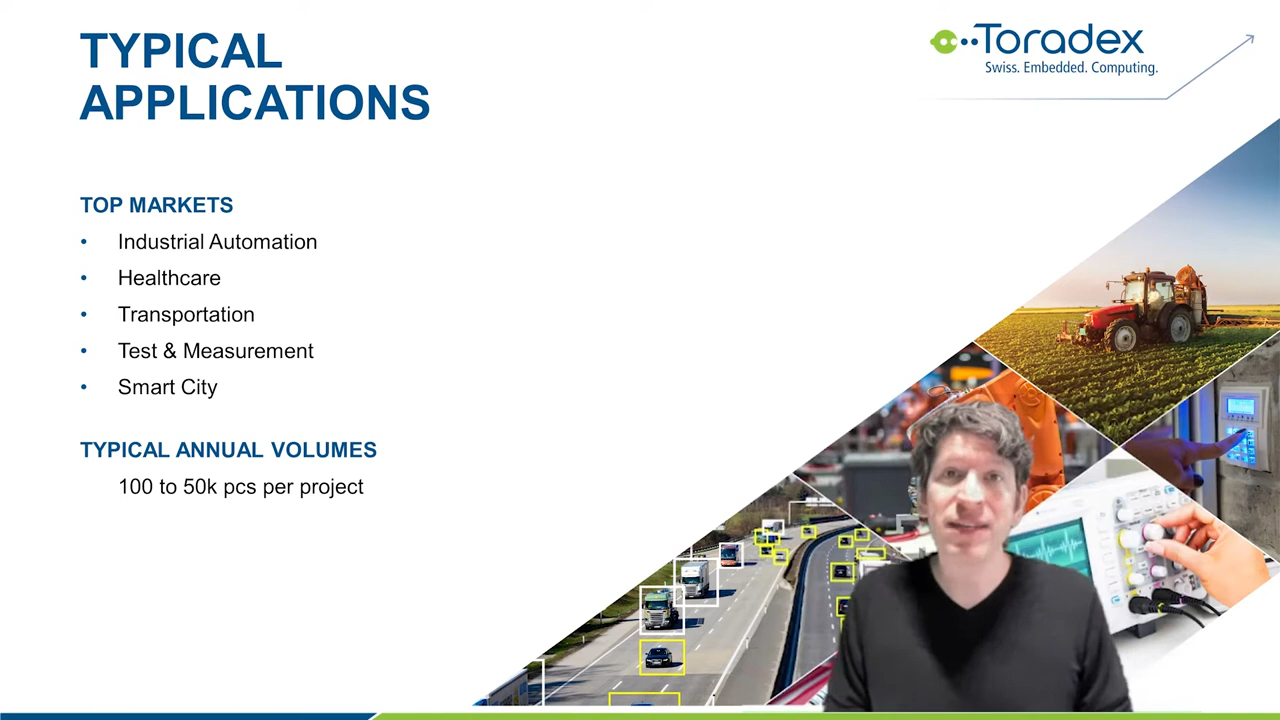 TYPICAL
APPLICATIONS
Toradex
Swiss. Embedded. Computing.
TOP MARKETS
• Industrial Automation
• Healthcare
• Transportation
• Test & Measurement
• Smart City
TYPICAL ANNUAL VOLUMES
100 to 50k pcs per project